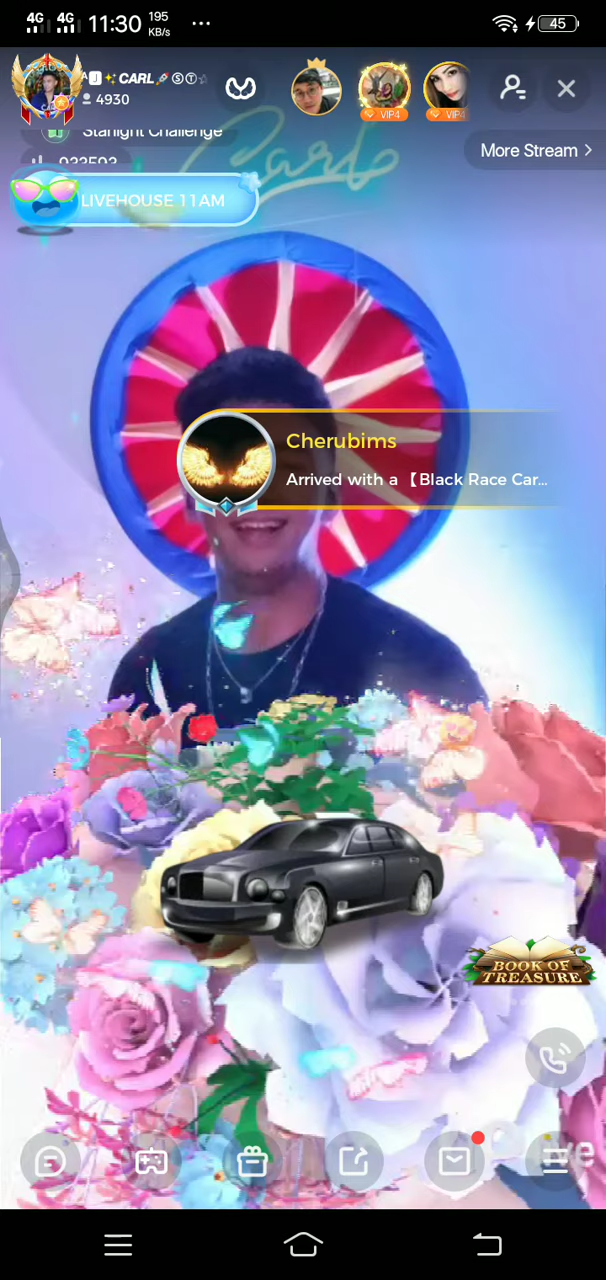 4G 4G 11:30 195 KB/s ... 45
CARL
4930
VIP4
VIP4
Starlight Challenge
More Stream >
LIVEHOUSE 11AM
Carl
Cherubims
Arrived with a 【Black Race Car...
BOOK OF
TREASURE